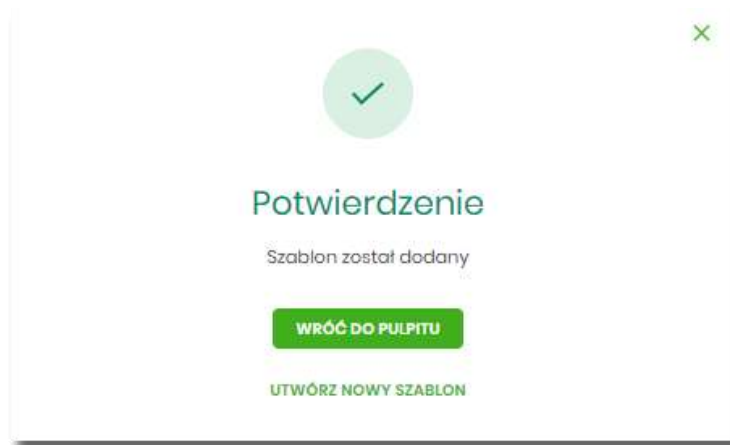 Potwierdzenie
Szablon został dodany
WRÓĆ DO PULPITU
UTWÓRZ NOWY SZABLON